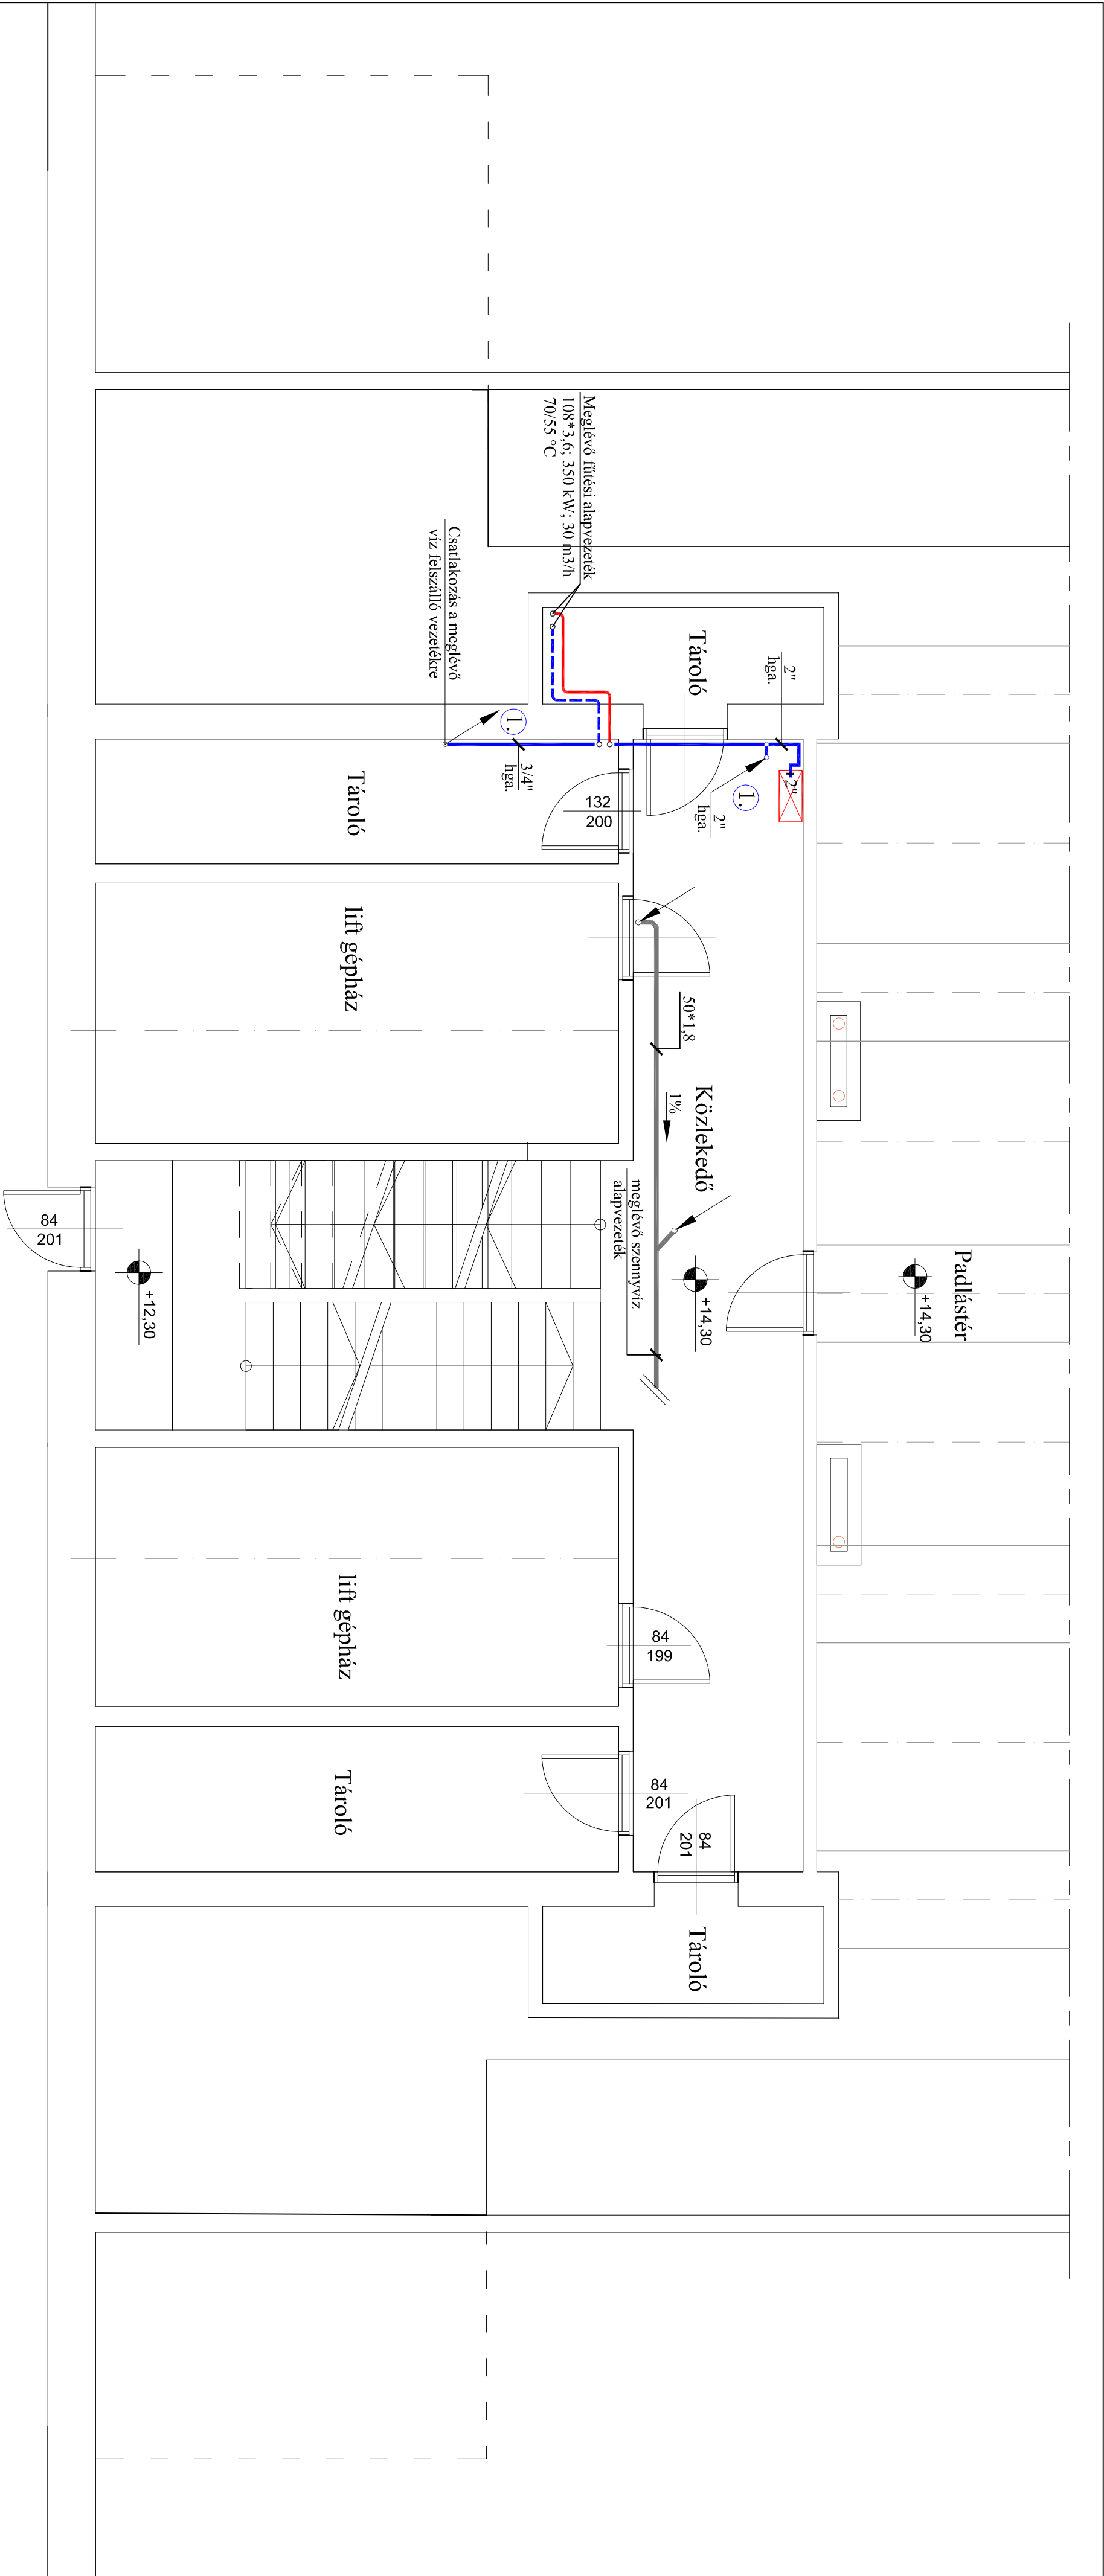 Meglévő fűtési alapvezeték
108*3,6; 350 kW; 30 m3/h
70/55 °C
Csatlakozás a meglévő
víz felszálló vezetékre
Tároló
2"
hga.
1.
3/4"
hga.
2"
2"
hga.
1.
Tároló
132
200
lift gépház
50*1,8
Közlekedő
1%
meglévő szennyvíz
alapvezeték
84
201
+12,30
+14,30
Padlástér
+14,30
lift gépház
84
199
Tároló
84
201
84
201
Tároló